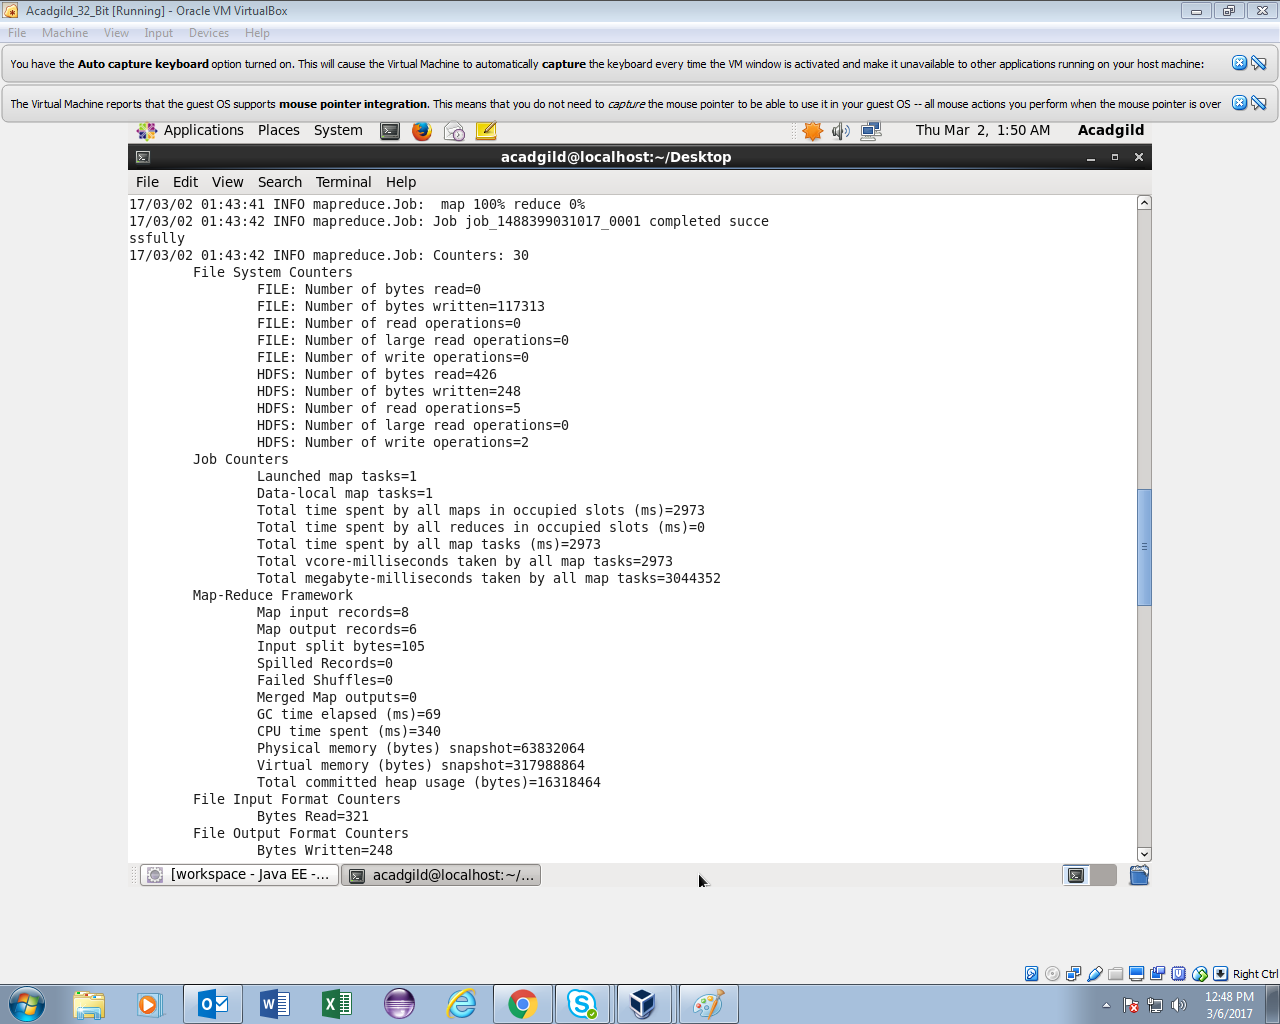 Acadgild_32_Bit [Running] - Oracle VM VirtualBox
File Machine View Input Devices Help
You have the Auto capture keyboard option turned on. This will cause the Virtual Machine to automatically capture the keyboard every time the VM window is activated and make it unavailable to other applications running on your host machine:
The Virtual Machine reports that the guest OS supports mouse pointer integration. This means that you do not need to capture the mouse pointer to be able to use it in your guest OS -- all mouse actions you perform when the mouse pointer is over
Applications Places System Thu Mar 2, 1:50 AM Acadgild
acadgild@localhost:~/Desktop
File Edit View Search Terminal Help
17/03/02 01:43:41 INFO mapreduce.Job:  map 100% reduce 0%
17/03/02 01:43:42 INFO mapreduce.Job: Job job_1488399031017_0001 completed succe
ssfully
17/03/02 01:43:42 INFO mapreduce.Job: Counters: 30
File System Counters
FILE: Number of bytes read=0
FILE: Number of bytes written=117313
FILE: Number of read operations=0
FILE: Number of large read operations=0
FILE: Number of write operations=0
HDFS: Number of bytes read=426
HDFS: Number of bytes written=248
HDFS: Number of read operations=5
HDFS: Number of large read operations=0
HDFS: Number of write operations=2
Job Counters
Launched map tasks=1
Data-local map tasks=1
Total time spent by all maps in occupied slots (ms)=2973
Total time spent by all reduces in occupied slots (ms)=0
Total time spent by all map tasks (ms)=2973
Total vcore-milliseconds taken by all map tasks=2973
Total megabyte-milliseconds taken by all map tasks=3044352
Map-Reduce Framework
Map input records=8
Map output records=6
Input split bytes=105
Spilled Records=0
Failed Shuffles=0
Merged Map outputs=0
GC time elapsed (ms)=69
CPU time spent (ms)=340
Physical memory (bytes) snapshot=63832064
Virtual memory (bytes) snapshot=317988864
Total committed heap usage (bytes)=16318464
File Input Format Counters
Bytes Read=321
File Output Format Counters
Bytes Written=248
[workspace - Java EE -... acadgild@localhost:~/...
Right Ctrl
12:48 PM
3/6/2017